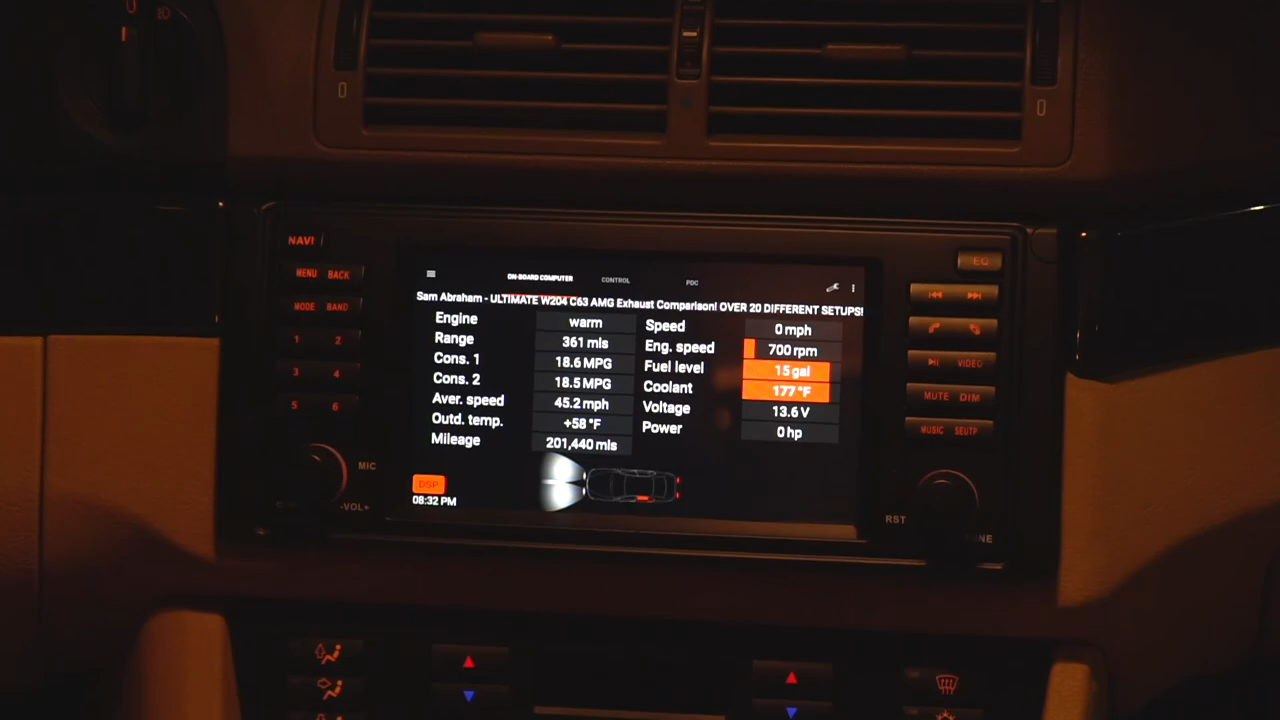 0
0
0
NAVI
EQ
MENU BACK
MODE BAND
1 2
3 4
5 6
MIC
-VOL+
ON-BOARD COMPUTER CONTROL PDC
Sam Abraham - ULTIMATE W204 C63 AMG Exhaust Comparison! OVER 20 DIFFERENT SETUPS!
Engine warm Speed 0 mph
Range 361 mls Eng. speed 700 rpm
Cons. 1 18.6 MPG Fuel level 15 gal
Cons. 2 18.5 MPG Coolant 177 °F
Aver. speed 45.2 mph Voltage 13.6 V
Outd. temp. +58 °F Power 0 hp
Mileage 201,440 mls
DSP
08:32 PM
VIDEO
MUTE DIM
MUSIC SEUTP
RST